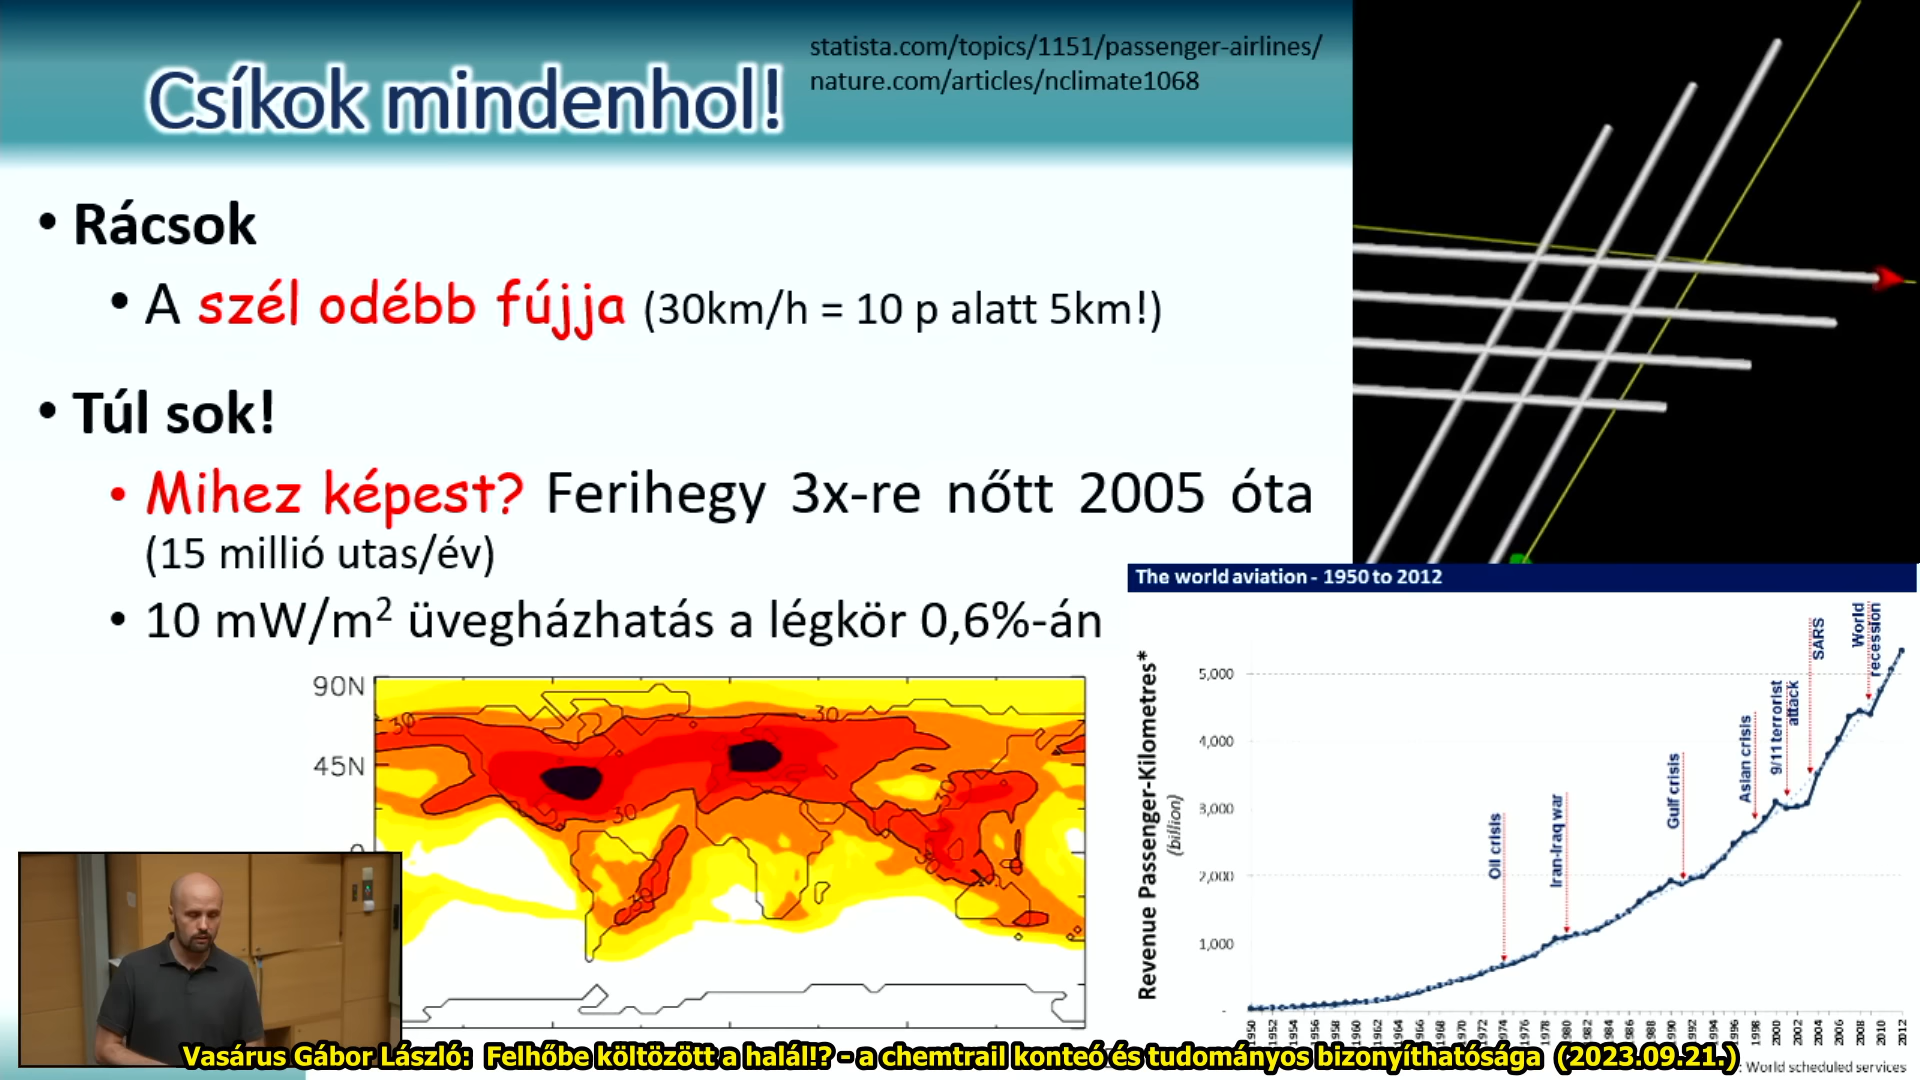 Csíkok mindenhol!
statista.com/topics/1151/passenger-airlines/
nature.com/articles/nclimate1068
• Rácsok
• A szél odébb fújja (30km/h = 10 p alatt 5km!)
• Túl sok!
• Mihez képest? Ferihegy 3x-re nőtt 2005 óta
(15 millió utas/év)
• 10 mW/m² üvegházhatás a légkör 0,6%-án
90N
45N
30
30
30
30
The world aviation - 1950 to 2012
Revenue Passenger-Kilometres*
(billion)
5,000
4,000
3,000
2,000
1,000
-
Oil crisis
Iran-Iraq war
Gulf crisis
Asian crisis
9/11 terrorist
attack
SARS
World
recession
1950 1952 1954 1956 1958 1960 1962 1964 1966 1968 1970 1972 1974 1976 1978 1980 1982 1984 1986 1988 1990 1992 1994 1996 1998 2000 2002 2004 2006 2008 2010 2012
: World scheduled services
Vasárus Gábor László: Felhőbe költözött a halál!? - a chemtrail konteó és tudományos bizonyíthatósága (2023.09.21.)